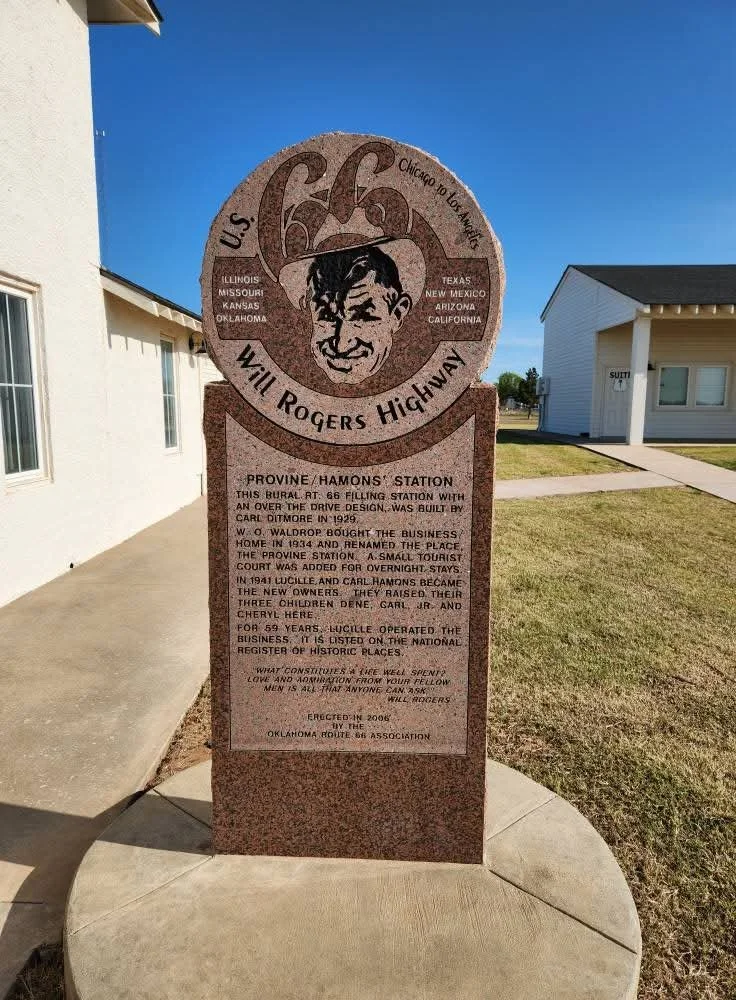 U.S.
66
Chicago to Los Angeles
ILLINOIS
MISSOURI
KANSAS
OKLAHOMA
TEXAS
NEW MEXICO
ARIZONA
CALIFORNIA
Will Rogers Highway
PROVINE/HAMONS' STATION
THIS RURAL RT. 66 FILLING STATION WITH
AN OVER THE DRIVE DESIGN, WAS BUILT BY
CARL DITMORE IN 1929.
W. O. WALDROP BOUGHT THE BUSINESS/
HOME IN 1934 AND RENAMED THE PLACE,
THE PROVINE STATION. A SMALL TOURIST
COURT WAS ADDED FOR OVERNIGHT STAYS.
IN 1941 LUCILLE AND CARL HAMONS BECAME
THE NEW OWNERS. THEY RAISED THEIR
THREE CHILDREN DENE, CARL, JR. AND
CHERYL HERE.
FOR 59 YEARS, LUCILLE OPERATED THE
BUSINESS. IT IS LISTED ON THE NATIONAL
REGISTER OF HISTORIC PLACES.
"WHAT CONSTITUTES A LIFE WELL SPENT?
LOVE AND ADMIRATION FROM YOUR FELLOW
MEN IS ALL THAT ANYONE CAN ASK."
WILL ROGERS
ERECTED IN 2006
BY THE
OKLAHOMA ROUTE 66 ASSOCIATION
SUITE